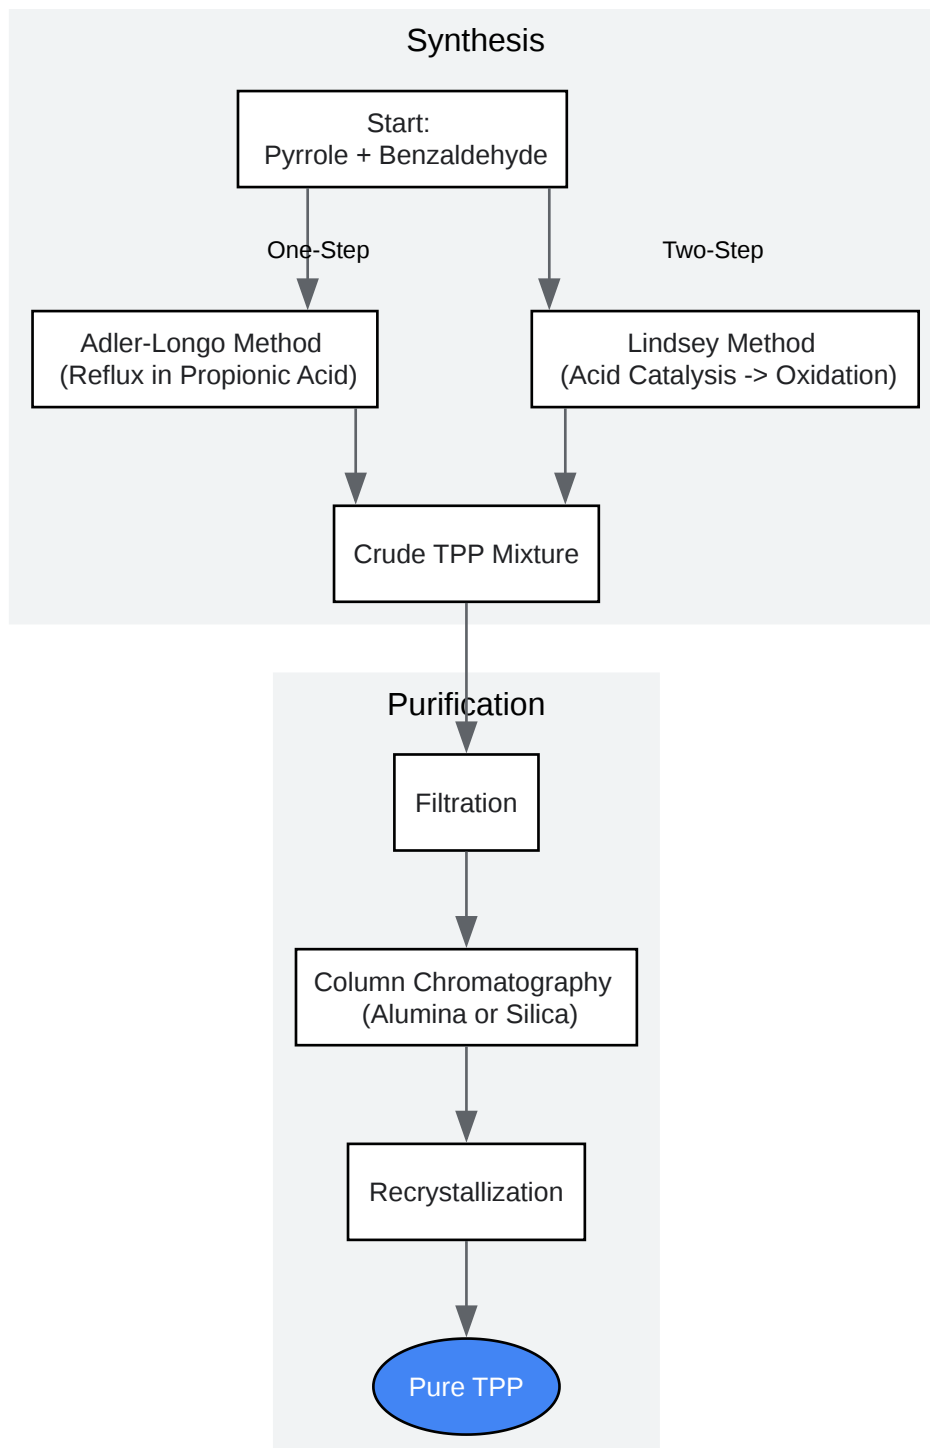 Synthesis
Start:
Pyrrole + Benzaldehyde
One-Step
Two-Step
Adler-Longo Method
(Reflux in Propionic Acid)
Lindsey Method
(Acid Catalysis -> Oxidation)
Crude TPP Mixture
Purification
Filtration
Column Chromatography
(Alumina or Silica)
Recrystallization
Pure TPP